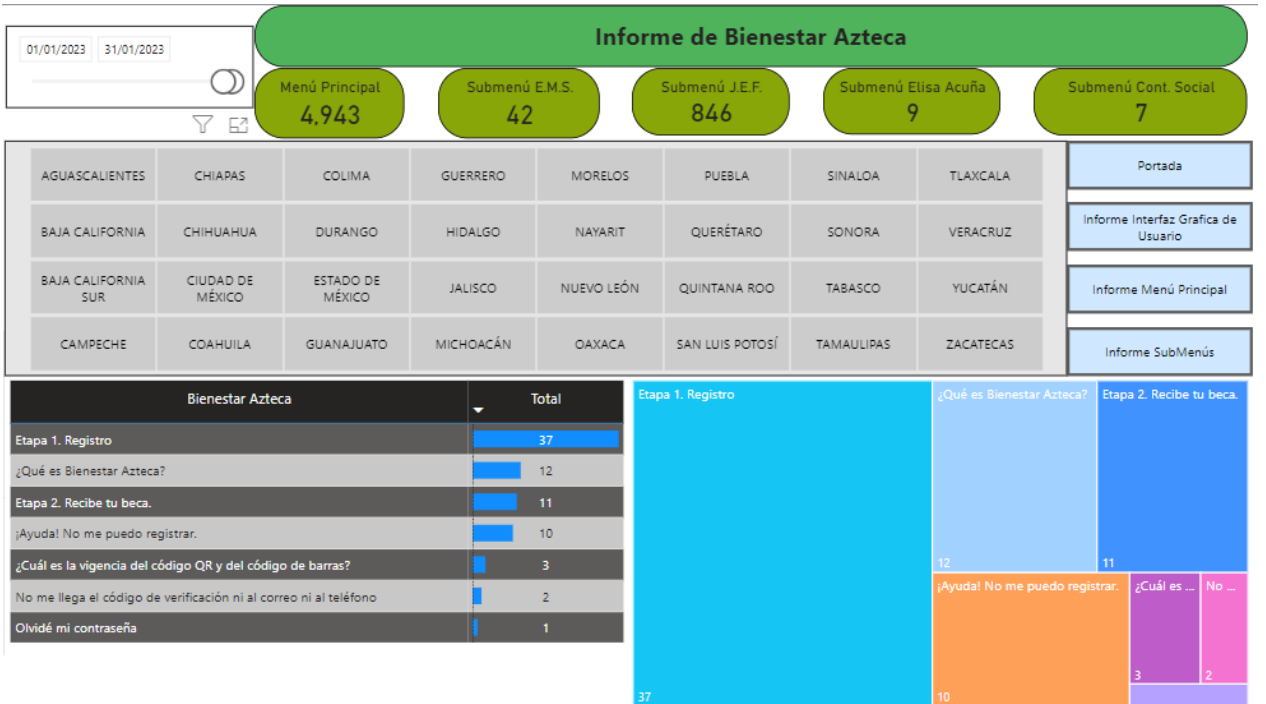 Informe de Bienestar Azteca
01/01/2023 31/01/2023
Menú Principal
4,943
Submenú E.M.S.
42
Submenú J.E.F.
846
Submenú Elisa Acuña
9
Submenú Cont. Social
7
AGUASCALIENTES CHIAPAS COLIMA GUERRERO MORELOS PUEBLA SINALOA TLAXCALA
BAJA CALIFORNIA CHIHUAHUA DURANGO HIDALGO NAYARIT QUERÉTARO SONORA VERACRUZ
BAJA CALIFORNIA SUR CIUDAD DE MÉXICO ESTADO DE MÉXICO JALISCO NUEVO LEÓN QUINTANA ROO TABASCO YUCATÁN
CAMPECHE COAHUILA GUANAJUATO MICHOACÁN OAXACA SAN LUIS POTOSÍ TAMAULIPAS ZACATECAS
Portada
Informe Interfaz Grafica de
Usuario
Informe Menú Principal
Informe SubMenús
Bienestar Azteca Total
Etapa 1. Registro 37
¿Qué es Bienestar Azteca? 12
Etapa 2. Recibe tu beca. 11
¡Ayuda! No me puedo registrar. 10
¿Cuál es la vigencia del código QR y del código de barras? 3
No me llega el código de verificación ni al correo ni al teléfono 2
Olvidé mi contraseña 1
Etapa 1. Registro
37
¿Qué es Bienestar Azteca?
12
Etapa 2. Recibe tu beca.
11
¡Ayuda! No me puedo registrar.
10
¿Cuál es ...
3
No ...
2